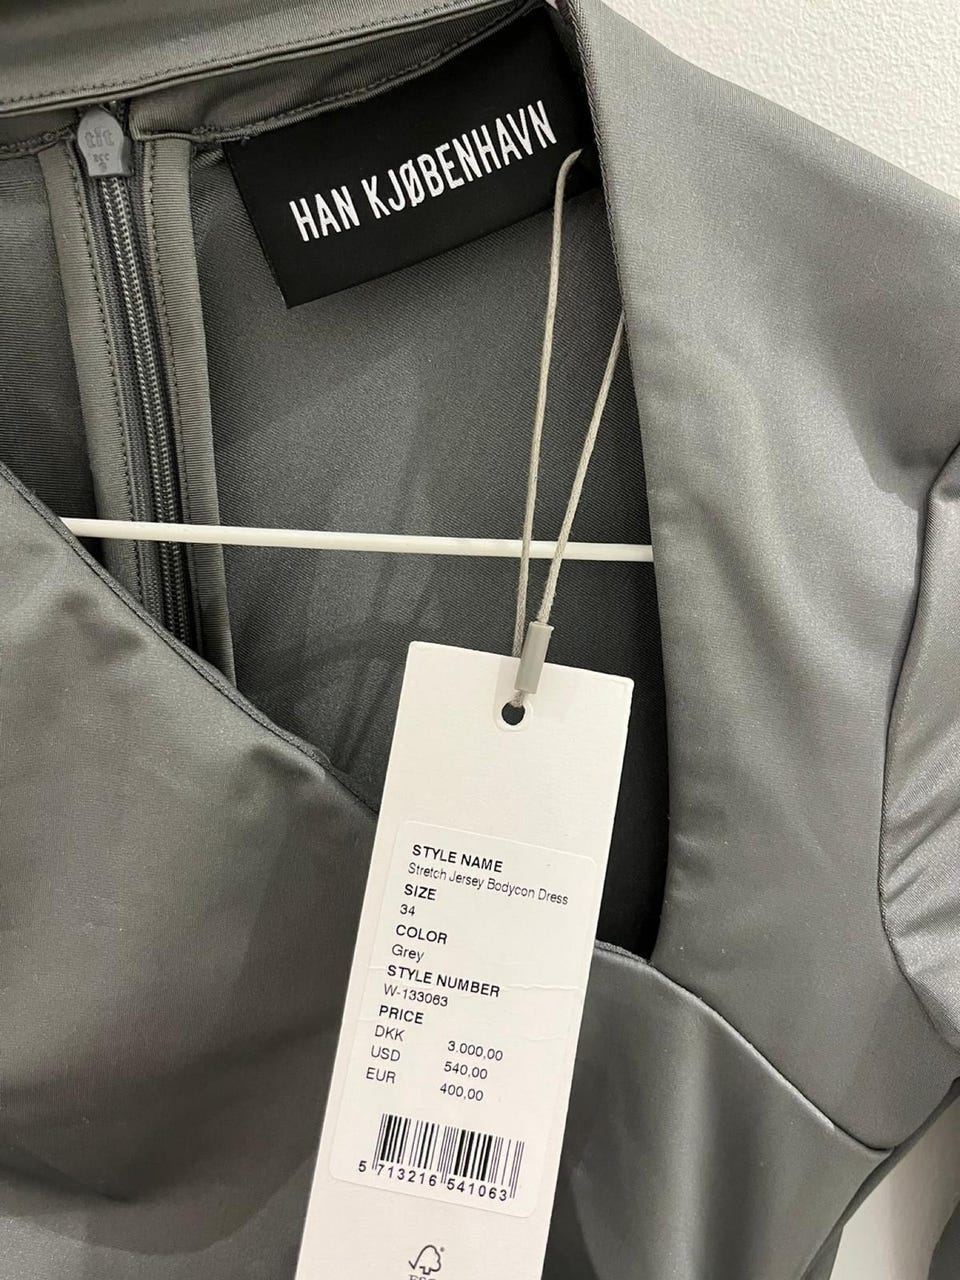 HAN KJØBENHAVN
STYLE NAME
Stretch Jersey Bodycon Dress
SIZE
34
COLOR
Grey
STYLE NUMBER
W-133063
PRICE
DKK 3.000,00
USD 540,00
EUR 400,00
5 713216 541063